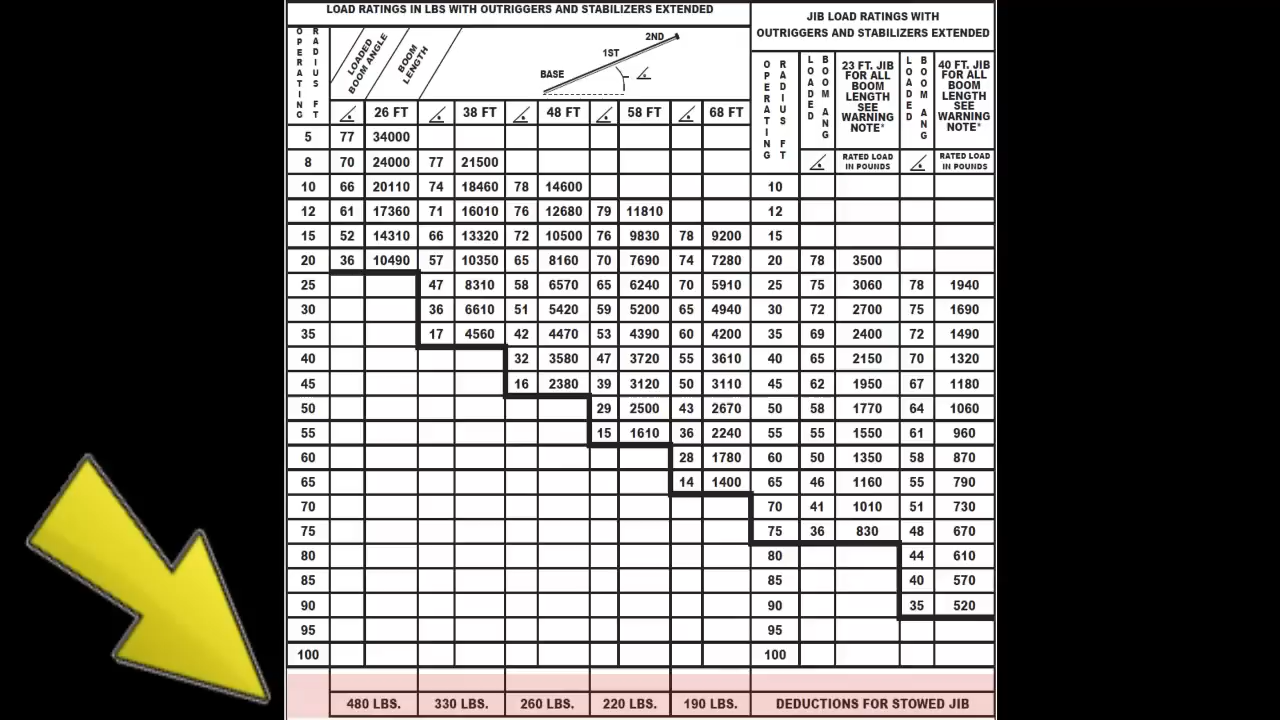 LOAD RATINGS IN LBS WITH OUTRIGGERS AND STABILIZERS EXTENDED
JIB LOAD RATINGS WITH
OUTRIGGERS AND STABILIZERS EXTENDED
OPERATING RADIUS FT
LOADED
BOOM ANGLE
BOOM
LENGTH
BASE
1ST
2ND
OPERATING RADIUS FT
LOADED BOOM ANG
23 FT. JIB
FOR ALL
BOOM
LENGTH
SEE
WARNING
NOTE*
LOADED BOOM ANG
40 FT. JIB
FOR ALL
BOOM
LENGTH
SEE
WARNING
NOTE*
26 FT 38 FT 48 FT 58 FT 68 FT
RATED LOAD
IN POUNDS
RATED LOAD
IN POUNDS
5 77 34000
8 70 24000 77 21500
10 66 20110 74 18460 78 14600 10
12 61 17360 71 16010 76 12680 79 11810 12
15 52 14310 66 13320 72 10500 76 9830 78 9200 15
20 36 10490 57 10350 65 8160 70 7690 74 7280 20 78 3500
25 47 8310 58 6570 65 6240 70 5910 25 75 3060 78 1940
30 36 6610 51 5420 59 5200 65 4940 30 72 2700 75 1690
35 17 4560 42 4470 53 4390 60 4200 35 69 2400 72 1490
40 32 3580 47 3720 55 3610 40 65 2150 70 1320
45 16 2380 39 3120 50 3110 45 62 1950 67 1180
50 29 2500 43 2670 50 58 1770 64 1060
55 15 1610 36 2240 55 55 1550 61 960
60 28 1780 60 50 1350 58 870
65 14 1400 65 46 1160 55 790
70 70 41 1010 51 730
75 75 36 830 48 670
80 80 44 610
85 85 40 570
90 90 35 520
95 95
100 100
480 LBS. 330 LBS. 260 LBS. 220 LBS. 190 LBS. DEDUCTIONS FOR STOWED JIB